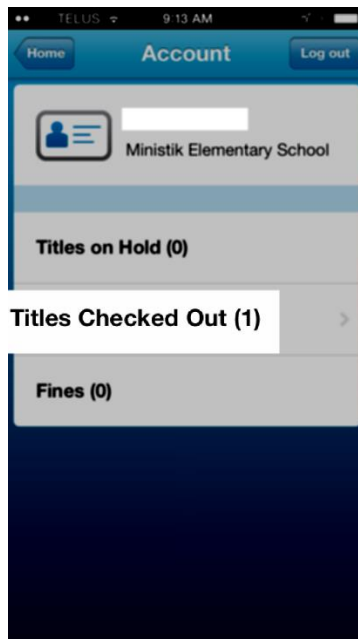 TELUS 9:13 AM
Home Account Log out
Ministik Elementary School
Titles on Hold (0)
Titles Checked Out (1)
Fines (0)